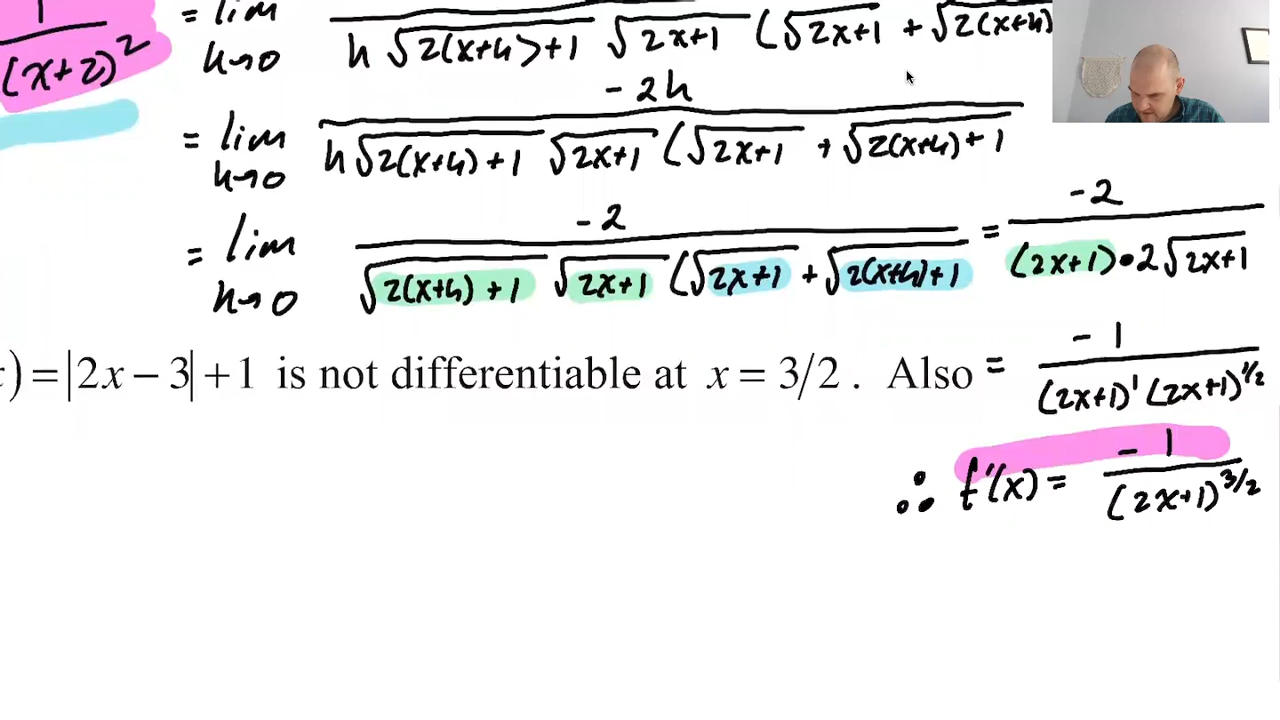 1 / (x+2)² = lim h→0 h√2(x+h)+1 √2x+1 (√2x+1 + √2(x+h)
= lim h→0 -2h / h√2(x+h)+1 √2x+1 (√2x+1 + √2(x+h)+1
= lim h→0 -2 / √2(x+h)+1 √2x+1 (√2x+1 + √2(x+h)+1 = -2 / (2x+1)•2√2x+1
)=|2x−3|+1 is not differentiable at x = 3/2. Also
= -1 / (2x+1)¹(2x+1)^1/2
∴ f'(x) = -1 / (2x+1)^3/2